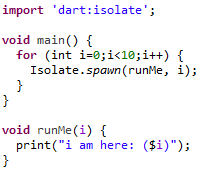 import 'dart:isolate';

void main() {
  for (int i=0;i<10;i++) {
    Isolate.spawn(runMe, i);
  }
}

void runMe(i) {
  print("i am here: ($i)");
}